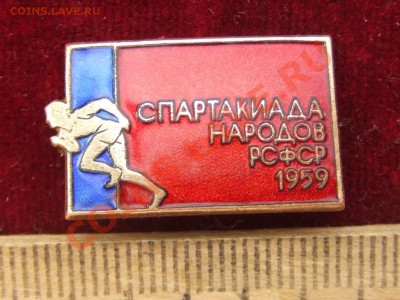 COINS.LAVE.RU
СПАРТАКИАДА
НАРОДОВ
РСФСР
1959